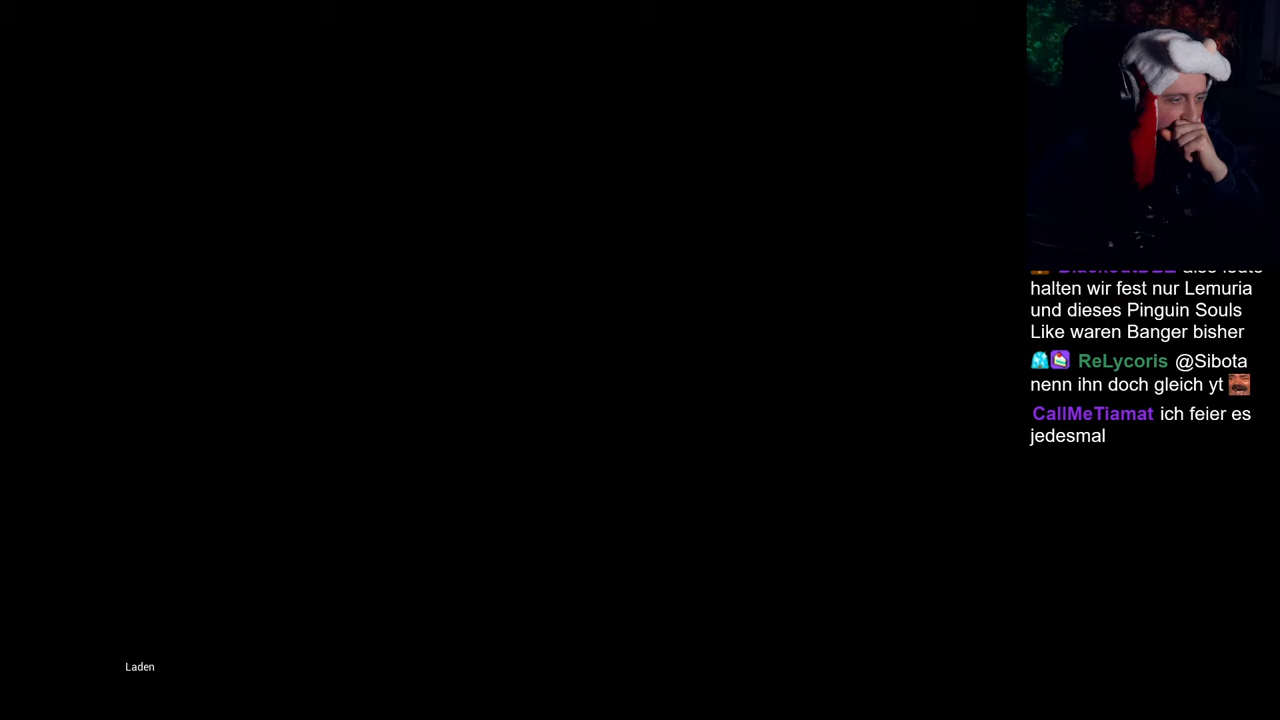 halten wir fest nur Lemuria
und dieses Pinguin Souls
Like waren Banger bisher
ReLycoris @Sibota
nenn ihn doch gleich yt
CallMeTiamat ich feier es
jedesmal
Laden